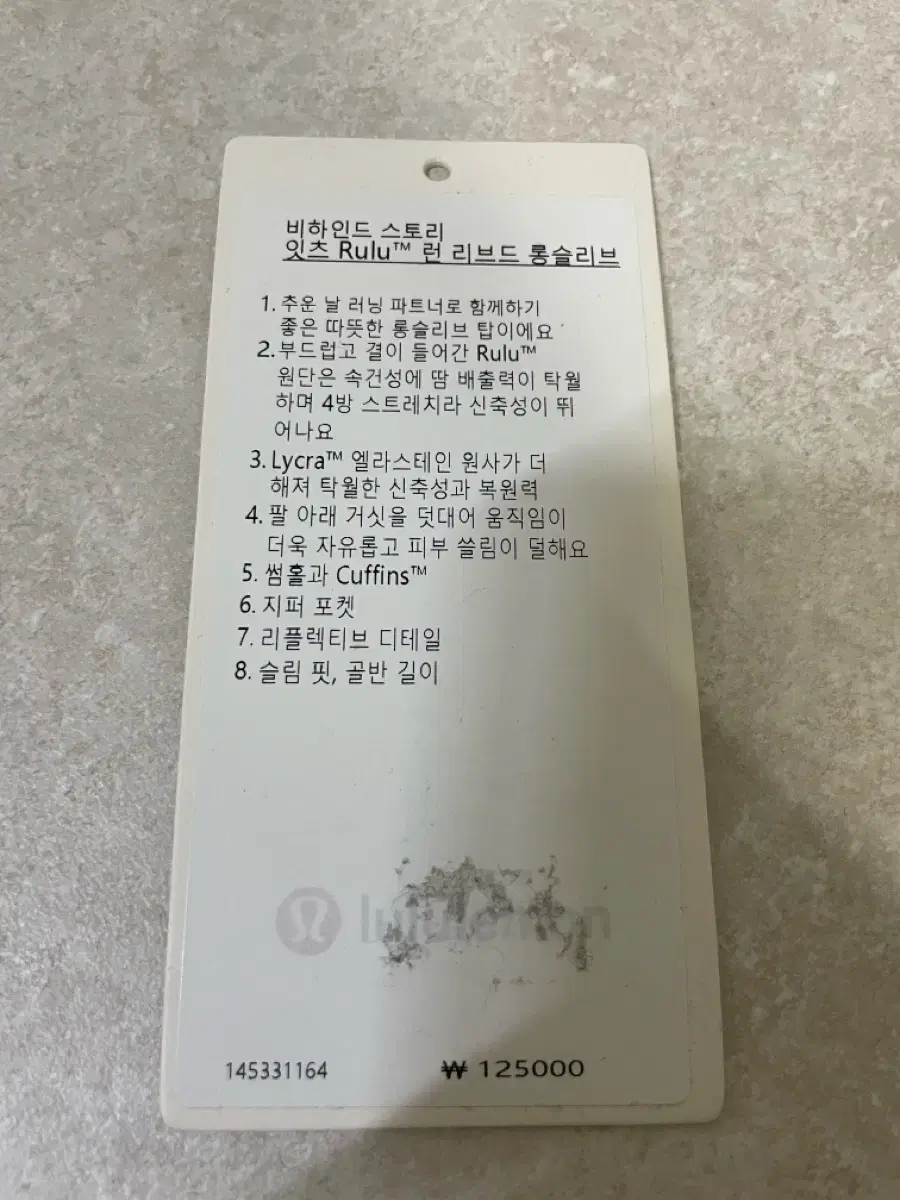 비하인드 스토리
잇츠 Rulu™ 런 리브드 롱슬리브
1. 추운 날 러닝 파트너로 함께하기
좋은 따뜻한 롱슬리브 탑이에요
2. 부드럽고 결이 들어간 Rulu™
원단은 속건성에 땀 배출력이 탁월
하며 4방 스트레치라 신축성이 뛰
어나요
3. Lycra™ 엘라스테인 원사가 더
해져 탁월한 신축성과 복원력
4. 팔 아래 거싯을 덧대어 움직임이
더욱 자유롭고 피부 쓸림이 덜해요
5. 썸홀과 Cuffins™
6. 지퍼 포켓
7. 리플렉티브 디테일
8. 슬림 핏, 골반 길이
lululemon
145331164 ₩ 125000